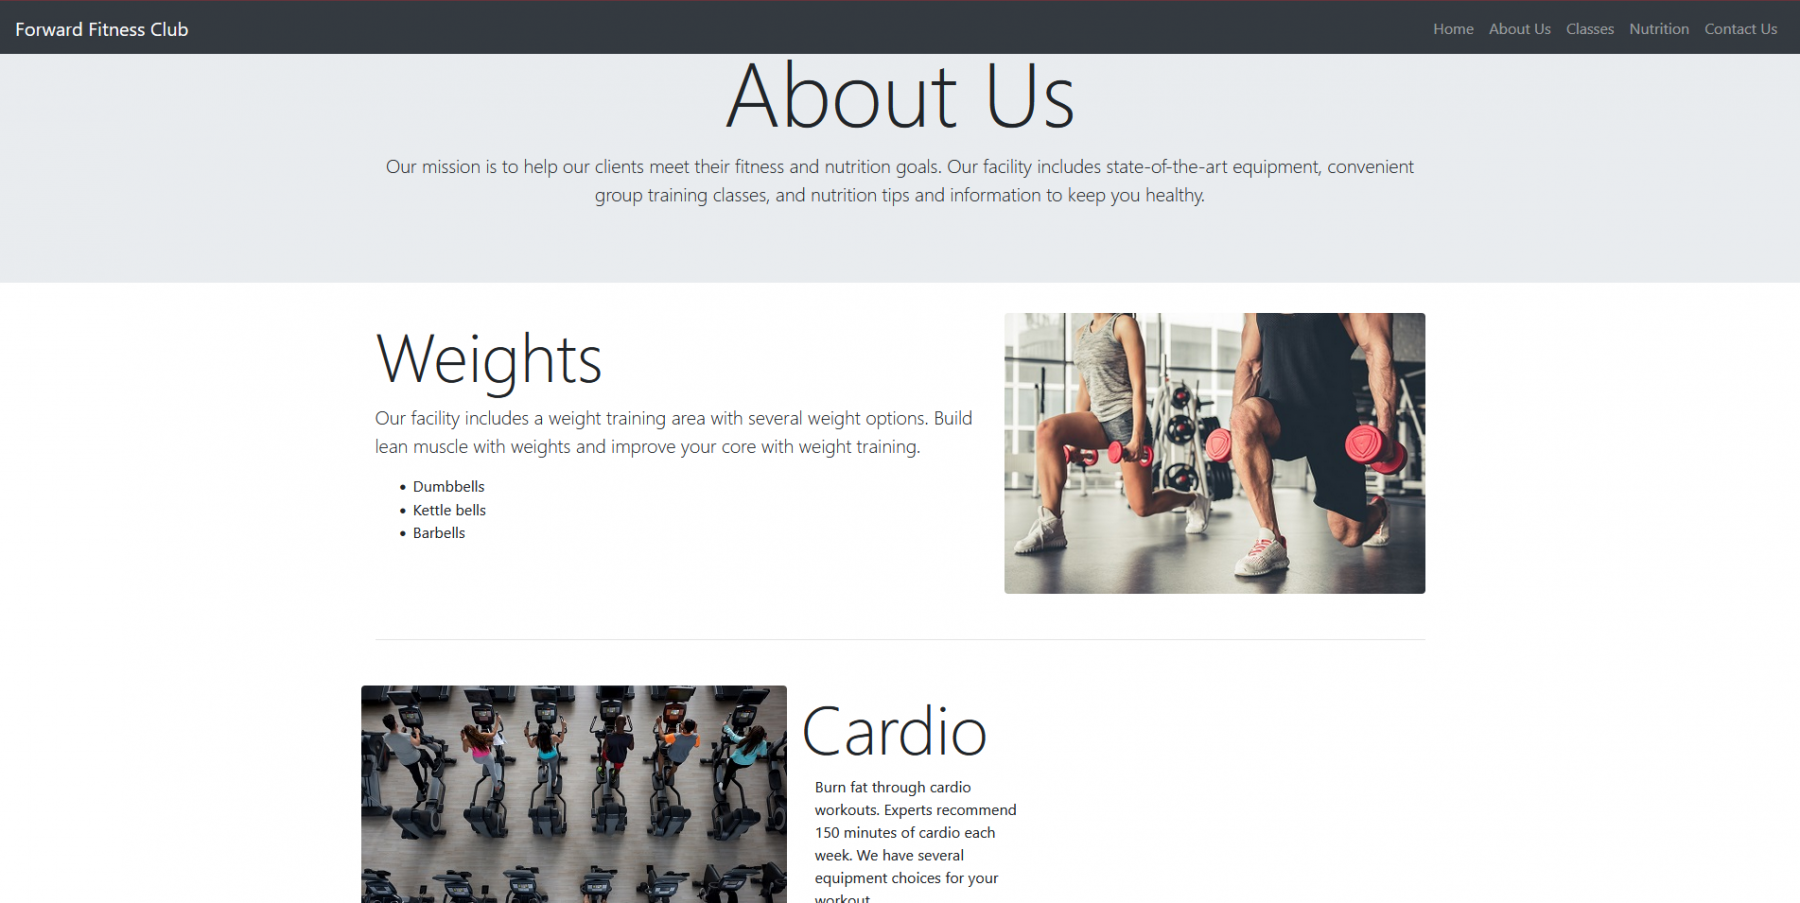 Forward Fitness Club
Home About Us Classes Nutrition Contact Us
About Us
Our mission is to help our clients meet their fitness and nutrition goals. Our facility includes state-of-the-art equipment, convenient
group training classes, and nutrition tips and information to keep you healthy.
Weights
Our facility includes a weight training area with several weight options. Build
lean muscle with weights and improve your core with weight training.
• Dumbbells
• Kettle bells
• Barbells
Cardio
Burn fat through cardio
workouts. Experts recommend
150 minutes of cardio each
week. We have several
equipment choices for your
workout